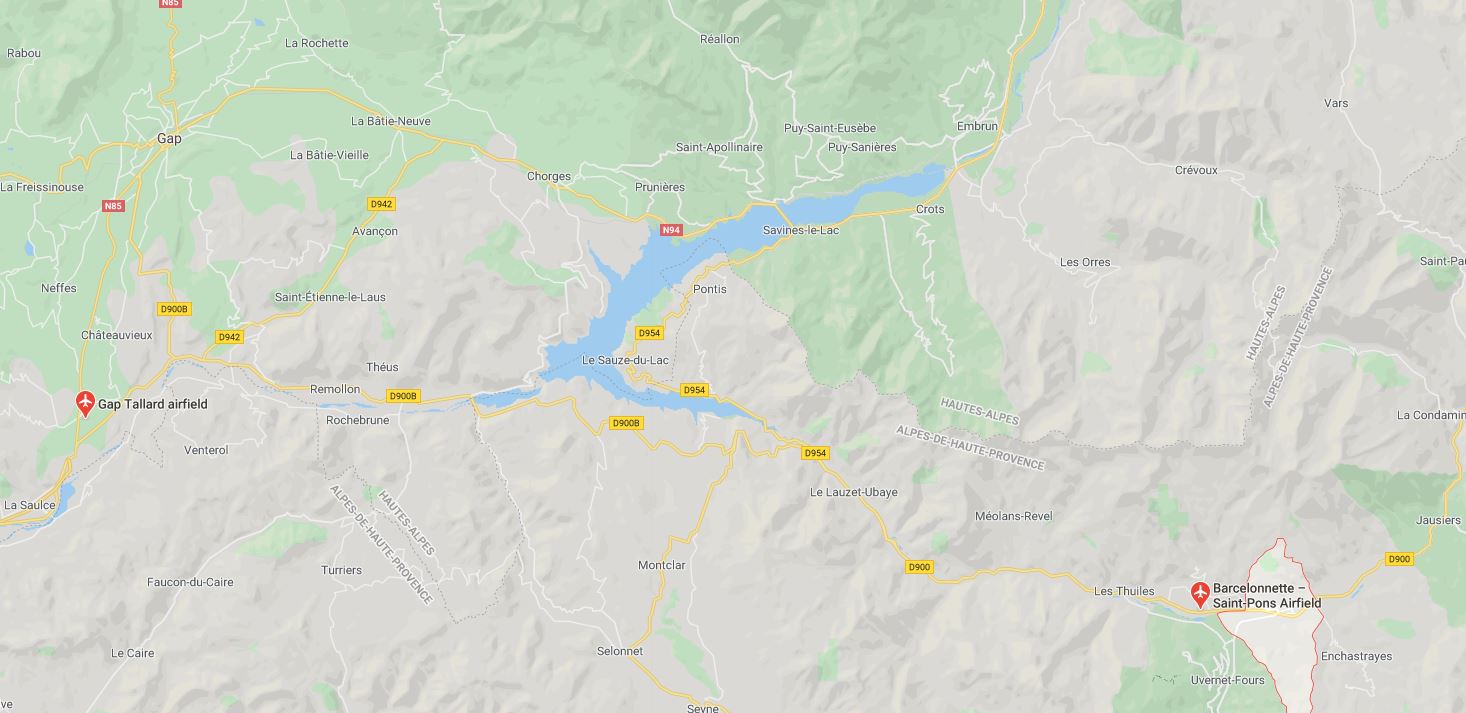 N85
La Rochette
Réallon
Rabou
Vars
La Bâtie-Neuve
Puy-Saint-Eusèbe
Embrun
Gap
Saint-Apollinaire
Puy-Sanières
La Bâtie-Vieille
Crévoux
Chorges
Prunières
La Freissinouse
N85
D942
Crots
Avançon
N94
Savines-le-Lac
Les Orres
Saint-Pa
Neffes
Pontis
Saint-Étienne-le-Laus
D900B
HAUTES-ALPES
ALPES-DE-HAUTE-PROVENCE
Châteauvieux
D942
D954
Le Sauze-du-Lac
Théus
Remollon
D900B
D954
Gap Tallard airfield
HAUTES-ALPES
La Condamin
Rochebrune
D900B
ALPES-DE-HAUTE-PROVENCE
Venterol
D954
Le Lauzet-Ubaye
La Saulce
HAUTES-ALPES
ALPES-DE-HAUTE-PROVENCE
Méolans-Revel
Jausiers
D900
Montclar
D900
Turriers
Faucon-du-Caire
Les Thuiles
Barcelonnette –
Saint-Pons Airfield
Le Caire
Selonnet
Enchastrayes
Uvernet-Fours
ve
Seyne